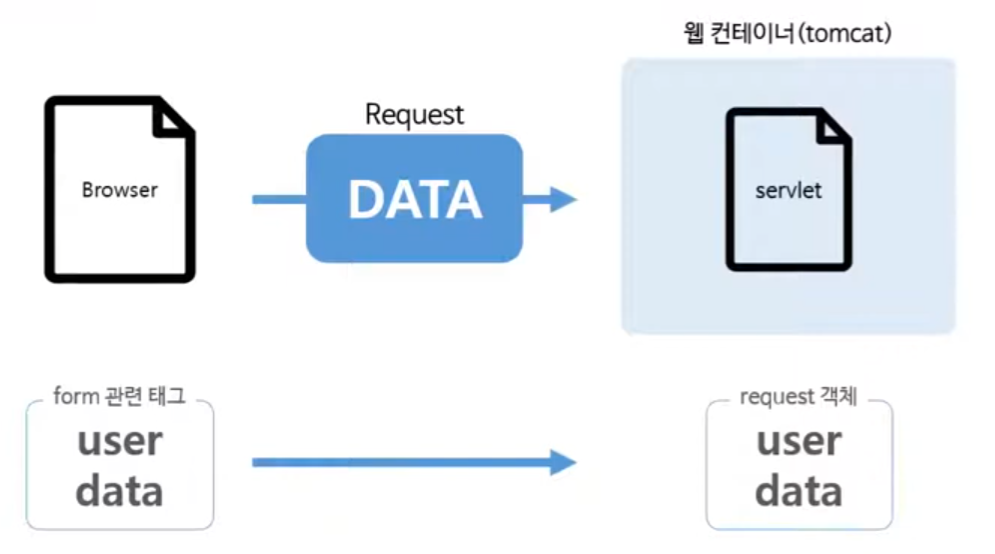 웹 컨테이너(tomcat)
Request
Browser
DATA
servlet
form 관련 태그
user
data
request 객체
user
data